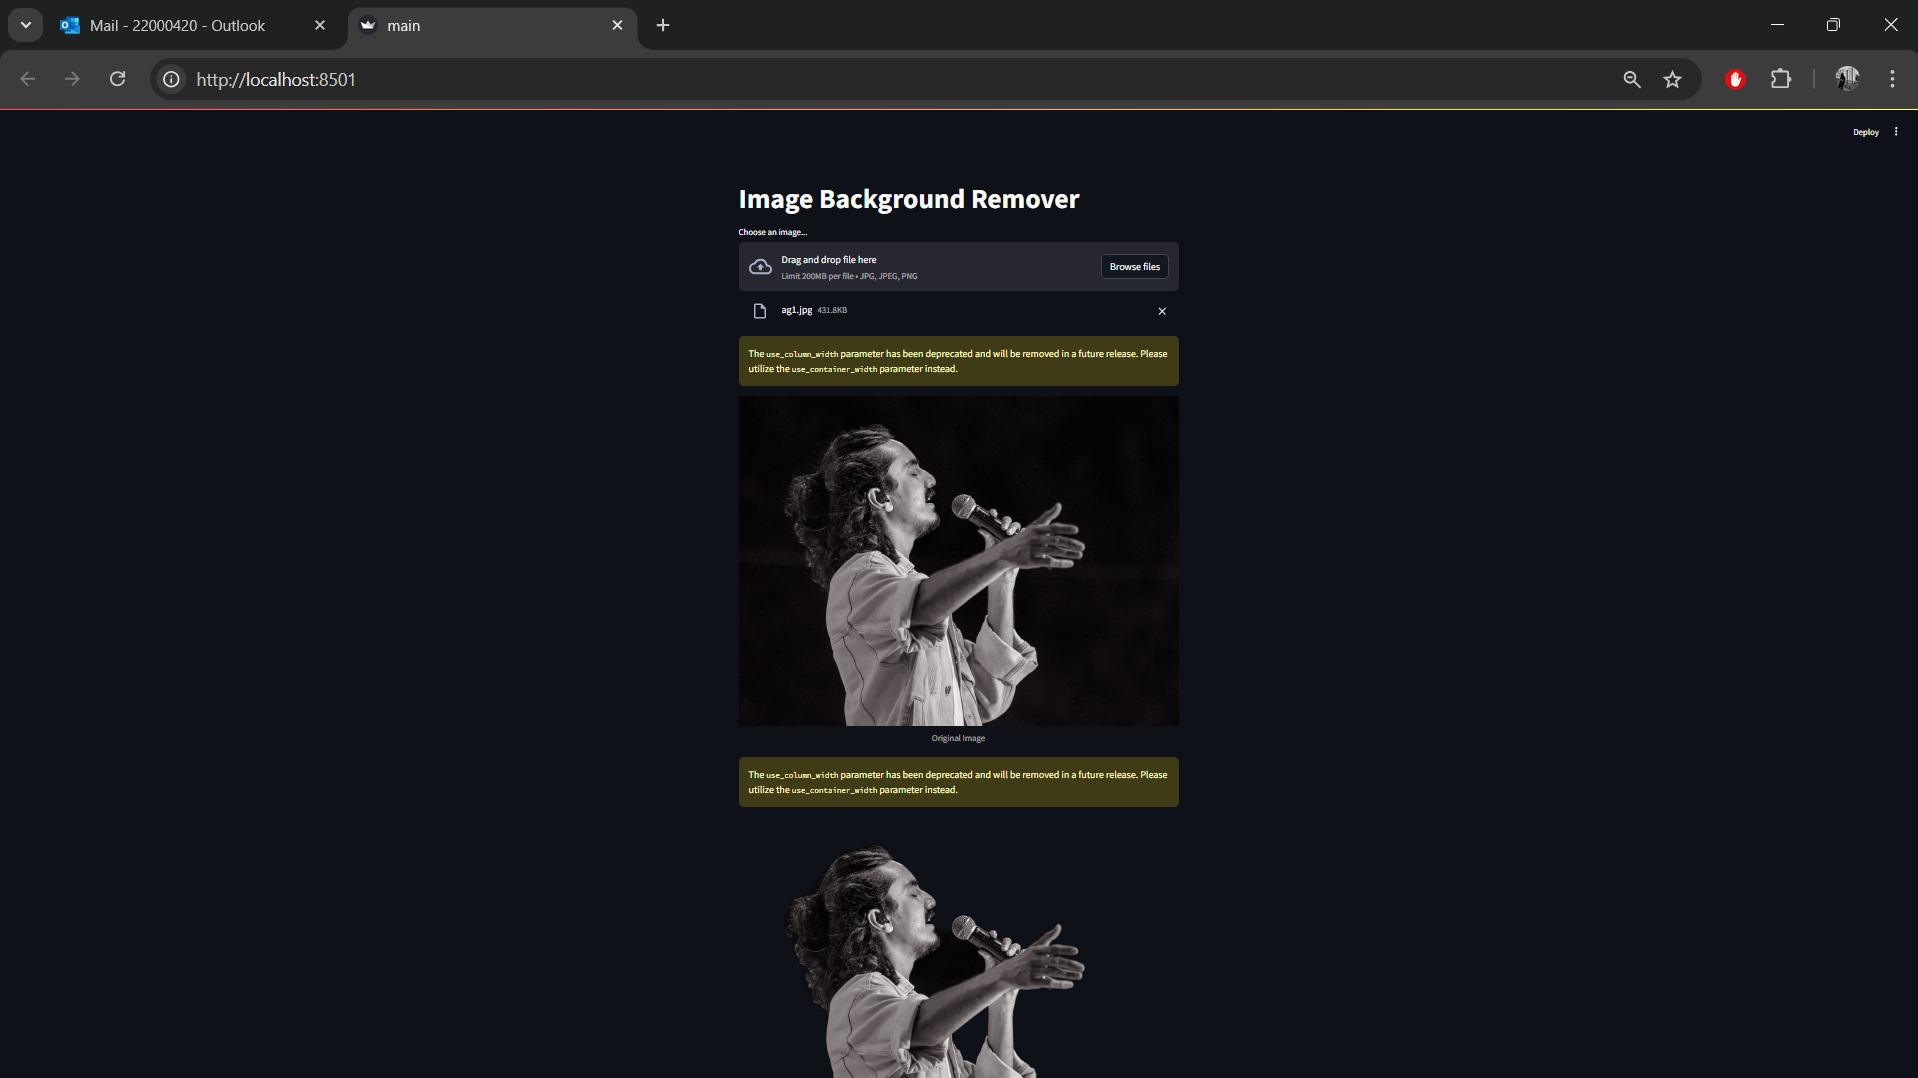 Mail - 22000420 - Outlook
main
http://localhost:8501
Deploy
Image Background Remover
Choose an image...
Drag and drop file here
Limit 200MB per file • JPG, JPEG, PNG
Browse files
ag1.jpg 431.8KB
The use_column_width parameter has been deprecated and will be removed in a future release. Please
utilize the use_container_width parameter instead.
Original Image
The use_column_width parameter has been deprecated and will be removed in a future release. Please
utilize the use_container_width parameter instead.